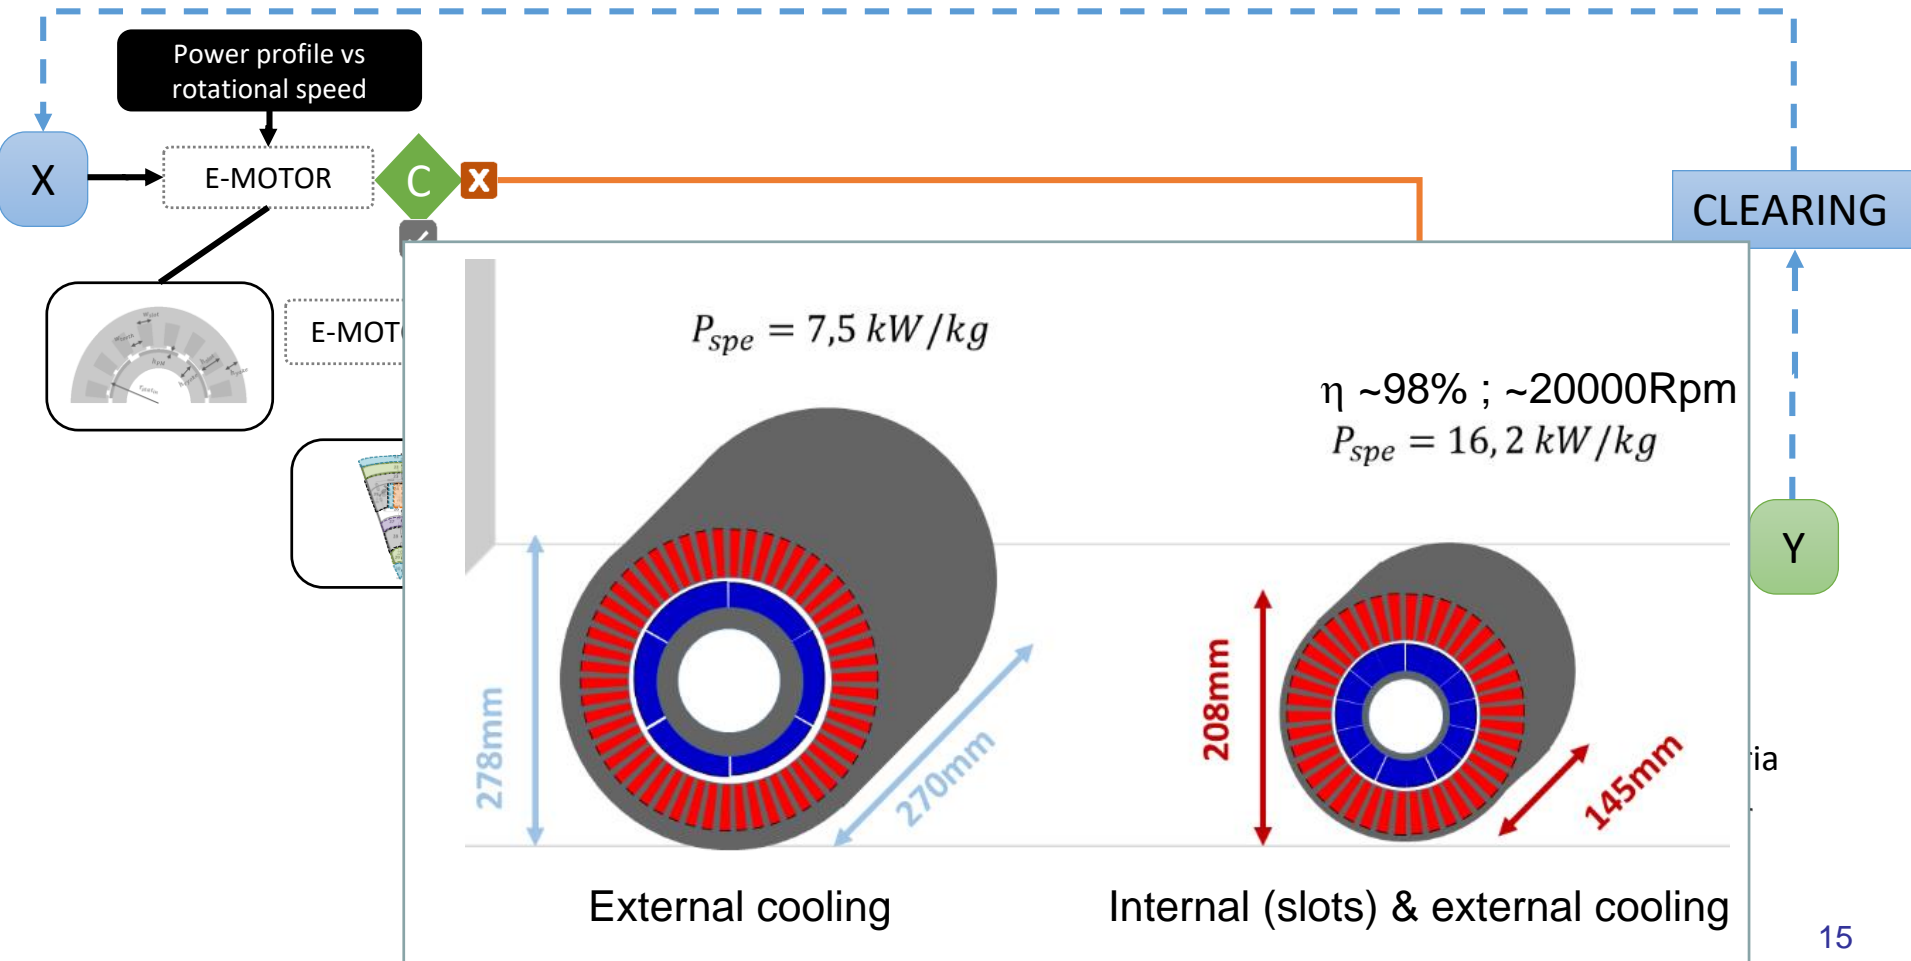 Power profile vs
rotational speed
X
E-MOTOR
C
X
CLEARING
E-MOT
P_spe = 7,5 kW/kg
η ~98% ; ~20000Rpm
P_spe = 16, 2 kW/kg
Y
278mm
270mm
208mm
145mm
ria
External cooling
Internal (slots) & external cooling
15